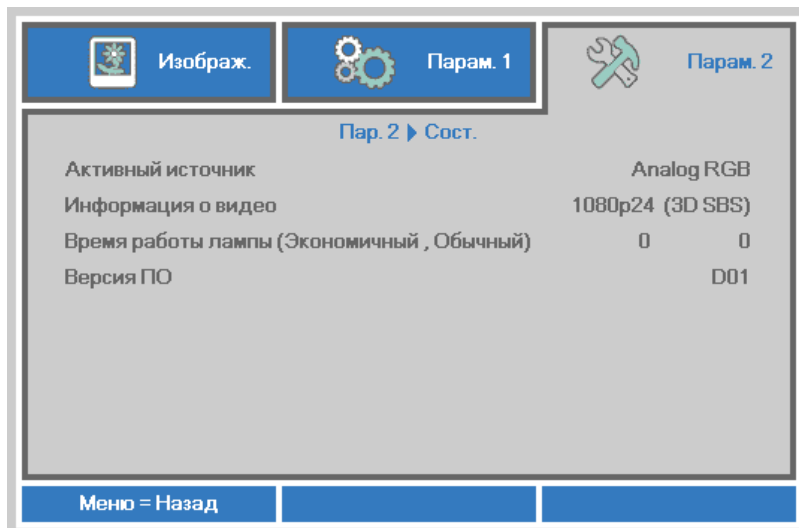 Изображ. Парам. 1 Парам. 2
Пар. 2 ▶ Сост.
Активный источник Analog RGB
Информация о видео 1080p24 (3D SBS)
Время работы лампы (Экономичный , Обычный) 0 0
Версия ПО D01
Меню = Назад